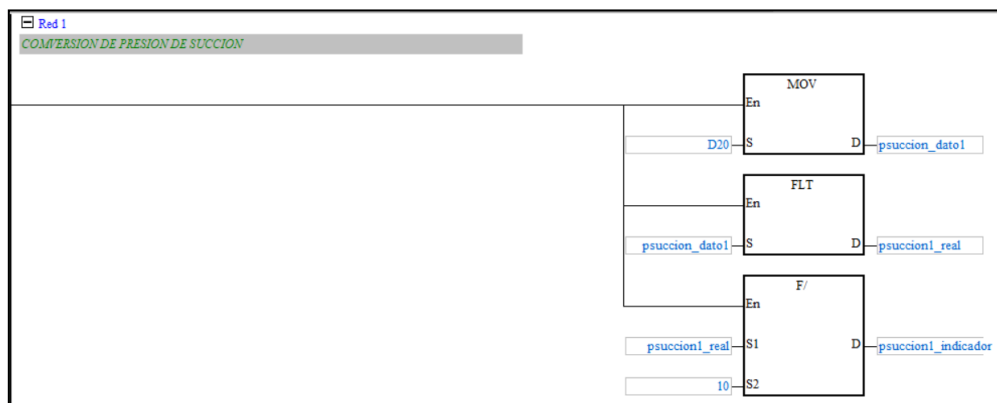 Red 1
COMVERSION DE PRESION DE SUCCION
MOV
En
D20 S D psuccion_dato1
FLT
En
psuccion_dato1 S D psuccion1_real
F/
En
psuccion1_real S1 D psuccion1_indicador
10 S2